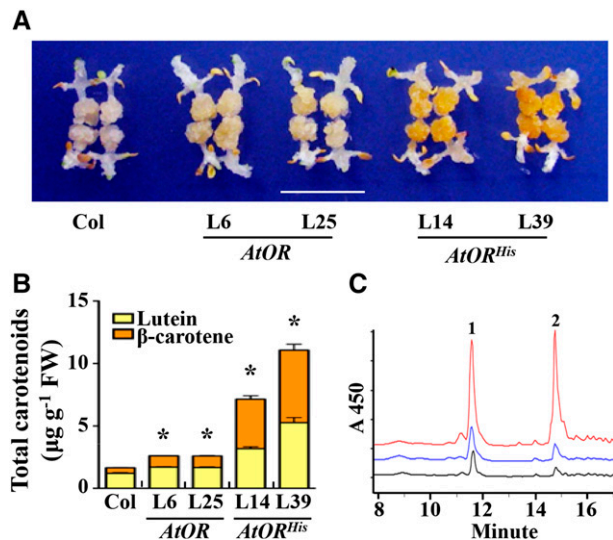 A
Col
L6 L25 L14 L39
AtOR AtOR^His
B
15
10
5
0
Total carotenoids
(µg g⁻¹ FW)
Lutein
β-carotene
* * * *
Col L6 L25 L14 L39
AtOR AtOR^His
C
A 450
1 2
8 10 12 14 16
Minute